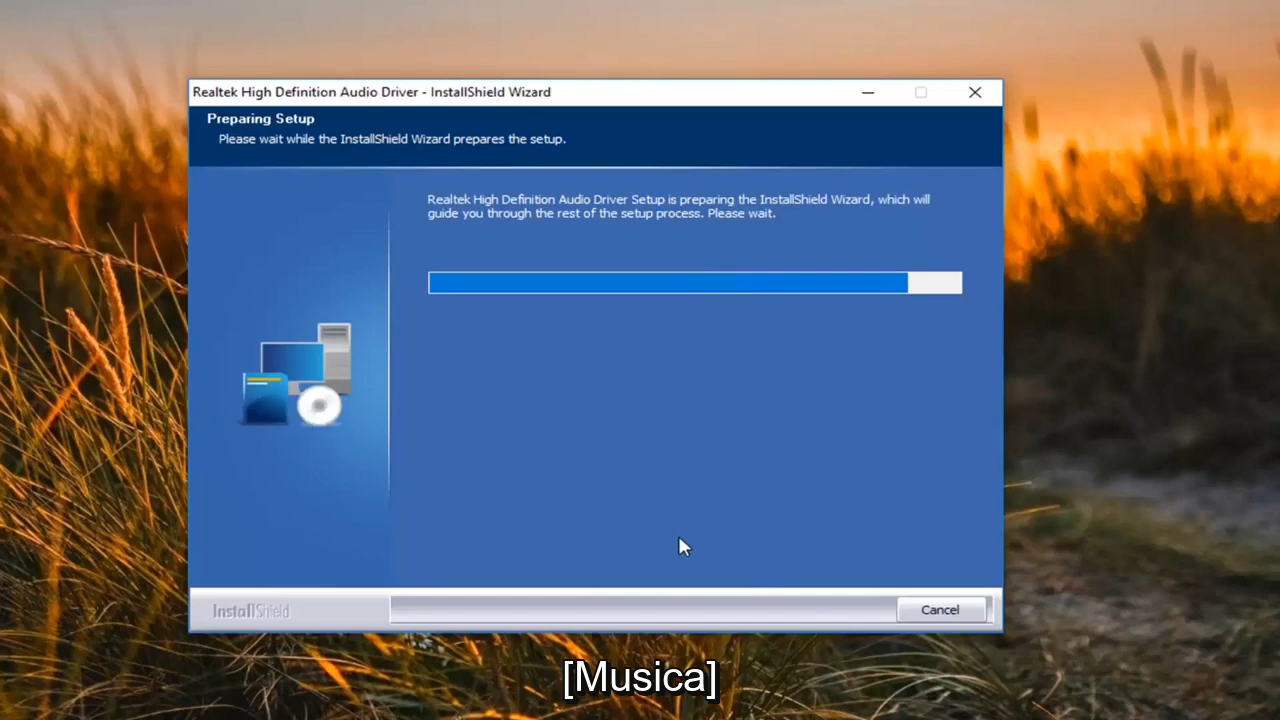 Realtek High Definition Audio Driver - InstallShield Wizard
Preparing Setup
Please wait while the InstallShield Wizard prepares the setup.
Realtek High Definition Audio Driver Setup is preparing the InstallShield Wizard, which will
guide you through the rest of the setup process. Please wait.
InstallShield
Cancel
[Musica]